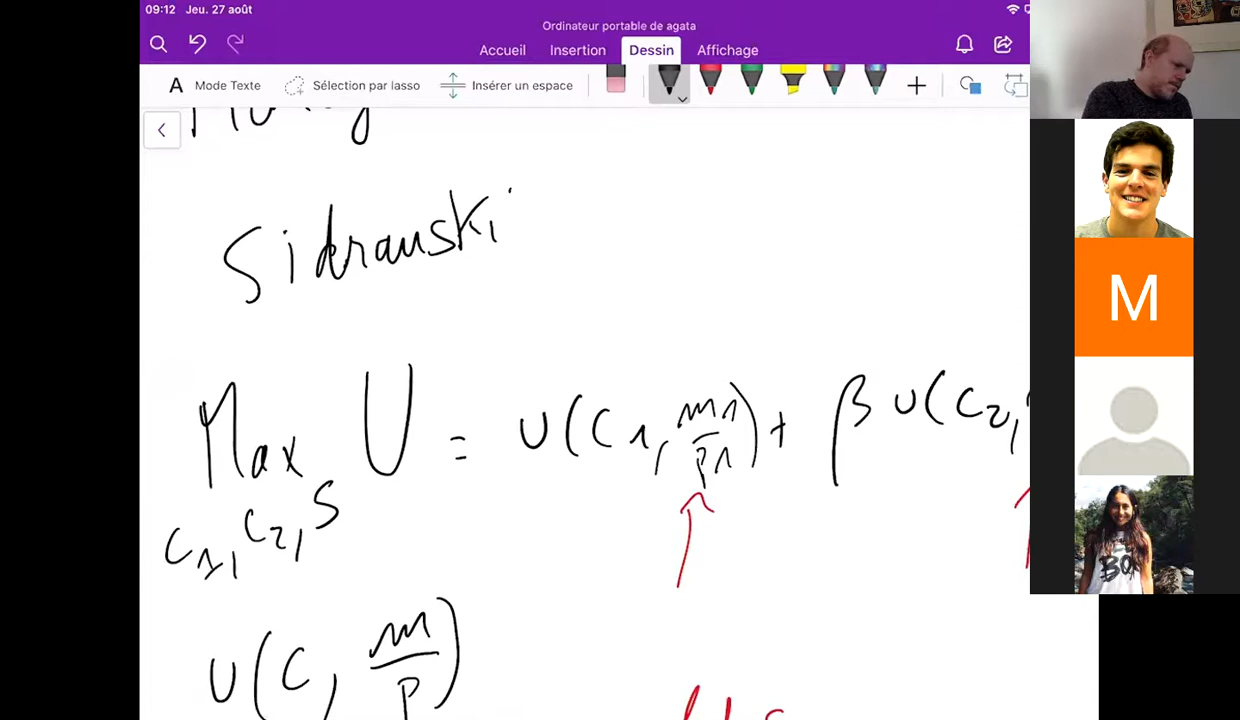 09:12 Jeu. 27 août
Ordinateur portable de agata
Accueil Insertion Dessin Affichage
A Mode Texte Sélection par lasso Insérer un espace
Sidrauski
Max U = U(C1, m1/p1) + β U(C2,
C1, C2, S
U(C, m/p)
M
BO